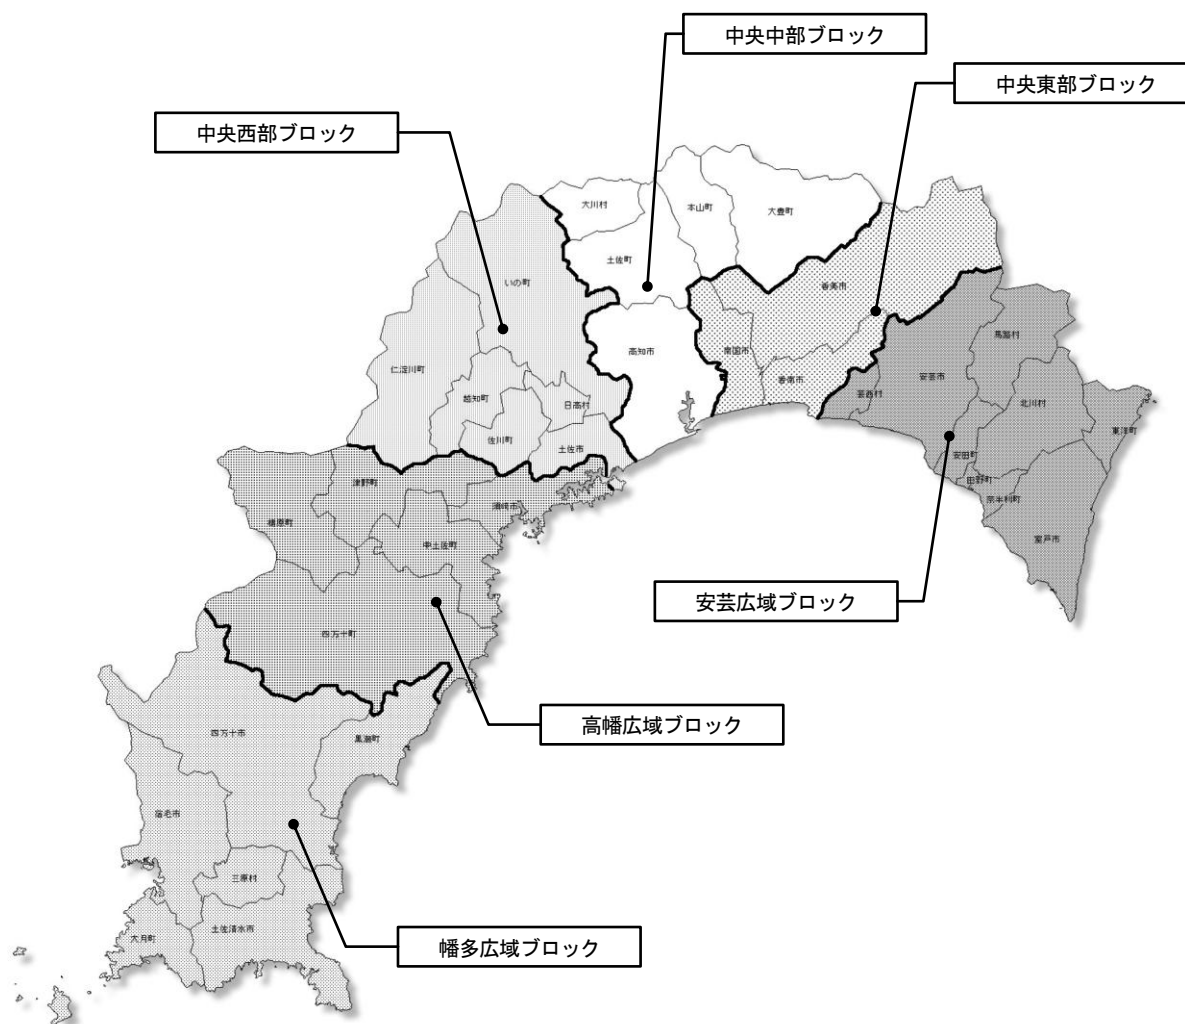 中央中部ブロック
中央東部ブロック
中央西部ブロック
大川村
本山町
大豊町
土佐町
いの町
香美市
馬路村
高知市
南国市
仁淀川町
香南市
安芸市
芸西村
越知町
日高村
北川村
佐川町
土佐市
東洋町
安田町
田野町
奈半利町
津野町
須崎市
梼原町
中土佐町
室戸市
安芸広域ブロック
四万十町
高幡広域ブロック
四万十市
黒潮町
宿毛市
三原村
土佐清水市
大月町
幡多広域ブロック